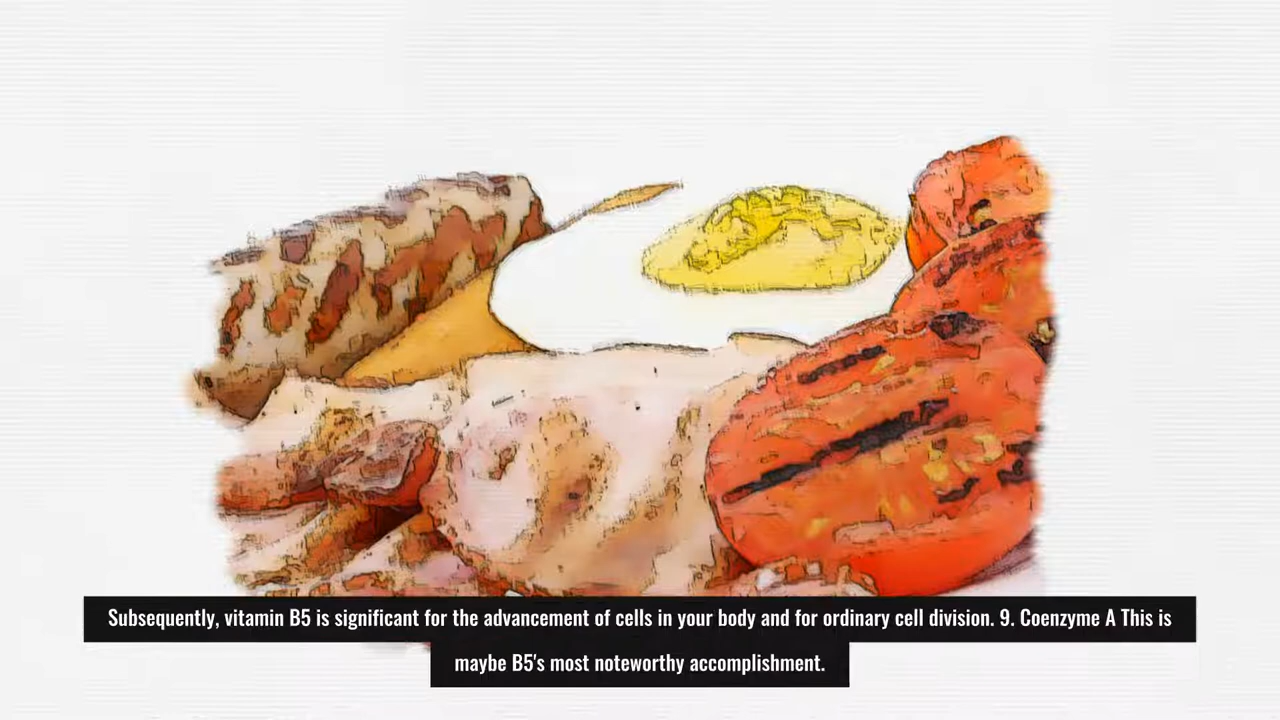 Subsequently, vitamin B5 is significant for the advancement of cells in your body and for ordinary cell division. 9. Coenzyme A This is
maybe B5's most noteworthy accomplishment.